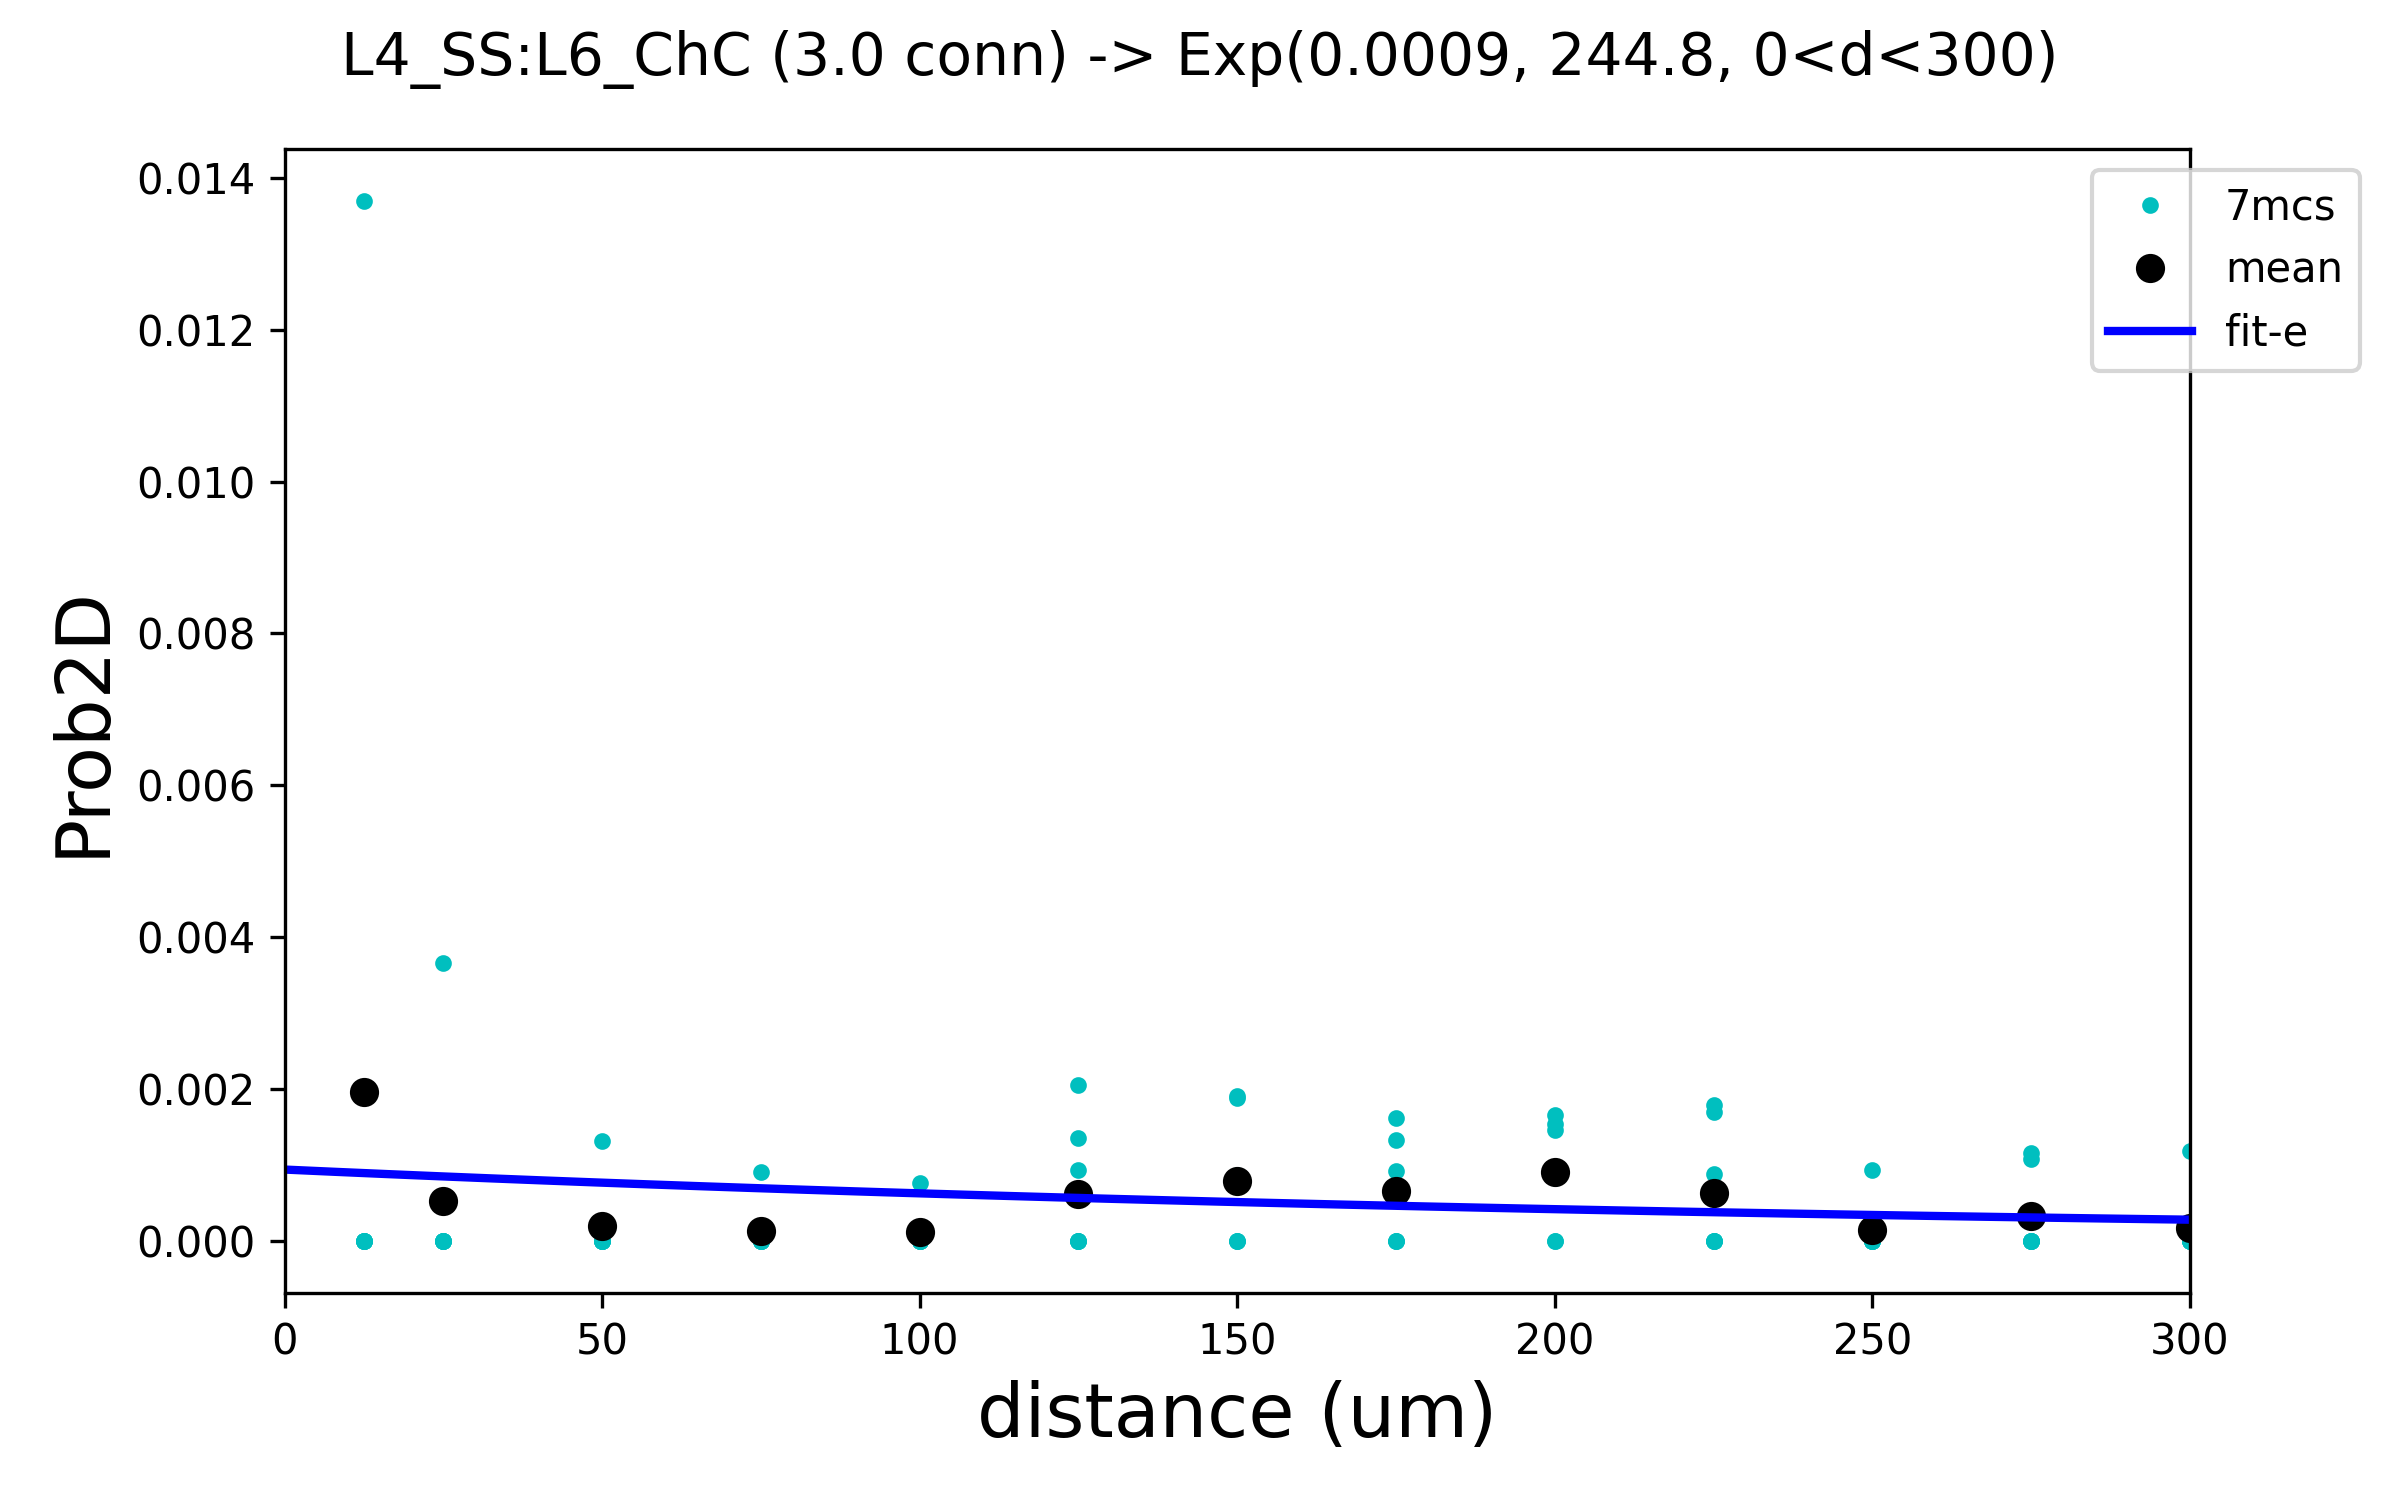 L4_SS:L6_ChC (3.0 conn) -> Exp(0.0009, 244.8, 0<d<300)
7mcs
mean
fit-e
Prob2D
0.014
0.012
0.010
0.008
0.006
0.004
0.002
0.000
0 50 100 150 200 250 300
distance (um)